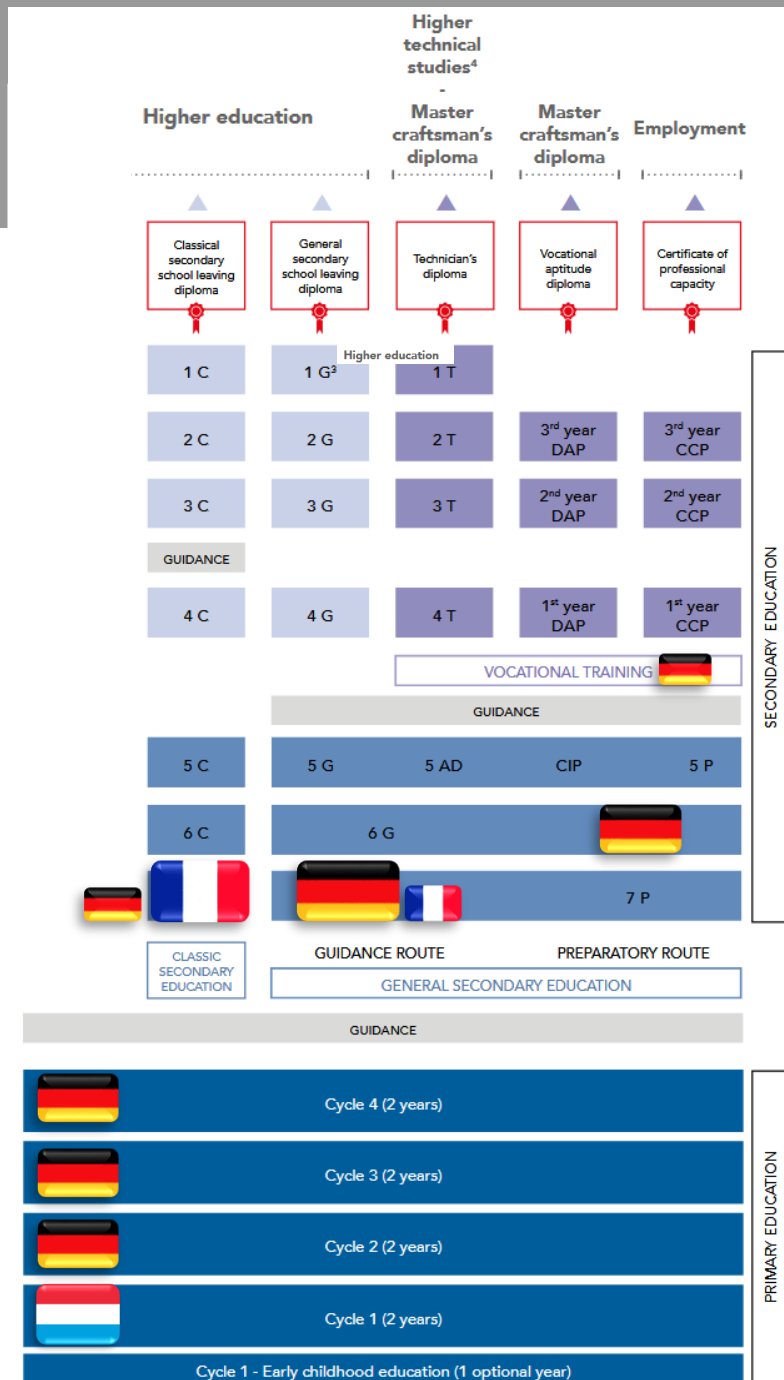 Higher
technical
studies⁴
-
Higher education
Master
craftsman's
diploma
Master
craftsman's
diploma
Employment
Classical
secondary
school leaving
diploma
General
secondary
school leaving
diploma
Technician's
diploma
Vocational
aptitude
diploma
Certificate of
professional
capacity
Higher education
1 C
1 G³
1 T
2 C
2 G
2 T
3rd year
DAP
3rd year
CCP
3 C
3 G
3 T
2nd year
DAP
2nd year
CCP
GUIDANCE
4 C
4 G
4 T
1st year
DAP
1st year
CCP
VOCATIONAL TRAINING
GUIDANCE
5 C
5 G
5 AD
CIP
5 P
6 C
6 G
7 P
SECONDARY EDUCATION
CLASSIC
SECONDARY
EDUCATION
GUIDANCE ROUTE
PREPARATORY ROUTE
GENERAL SECONDARY EDUCATION
GUIDANCE
Cycle 4 (2 years)
Cycle 3 (2 years)
Cycle 2 (2 years)
Cycle 1 (2 years)
Cycle 1 - Early childhood education (1 optional year)
PRIMARY EDUCATION